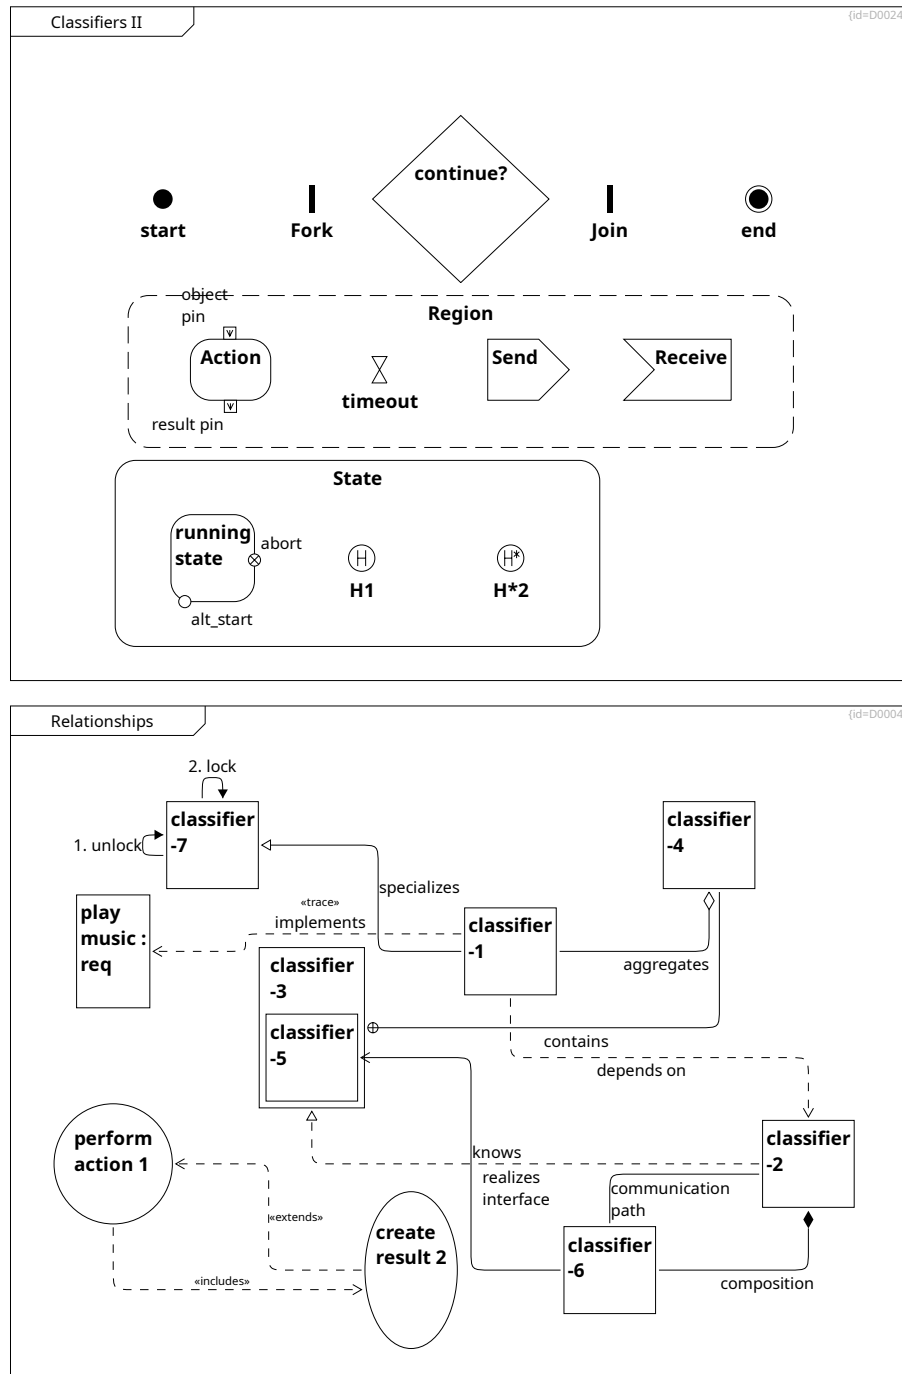 Classifiers II
{id=D0024
continue?
start
Fork
Join
end
object
pin
Region
Action
Send
Receive
timeout
result pin
State
running
state
abort
H
H*
H1
H*2
alt_start
Relationships
{id=D0004
2. lock
classifier
-7
1. unlock
classifier
-4
specializes
«trace»
implements
play
music :
req
classifier
-1
aggregates
classifier
-3
classifier
-5
contains
depends on
perform
action 1
classifier
-2
knows
realizes
interface
communication
path
«extends»
create
result 2
classifier
-6
«includes»
composition